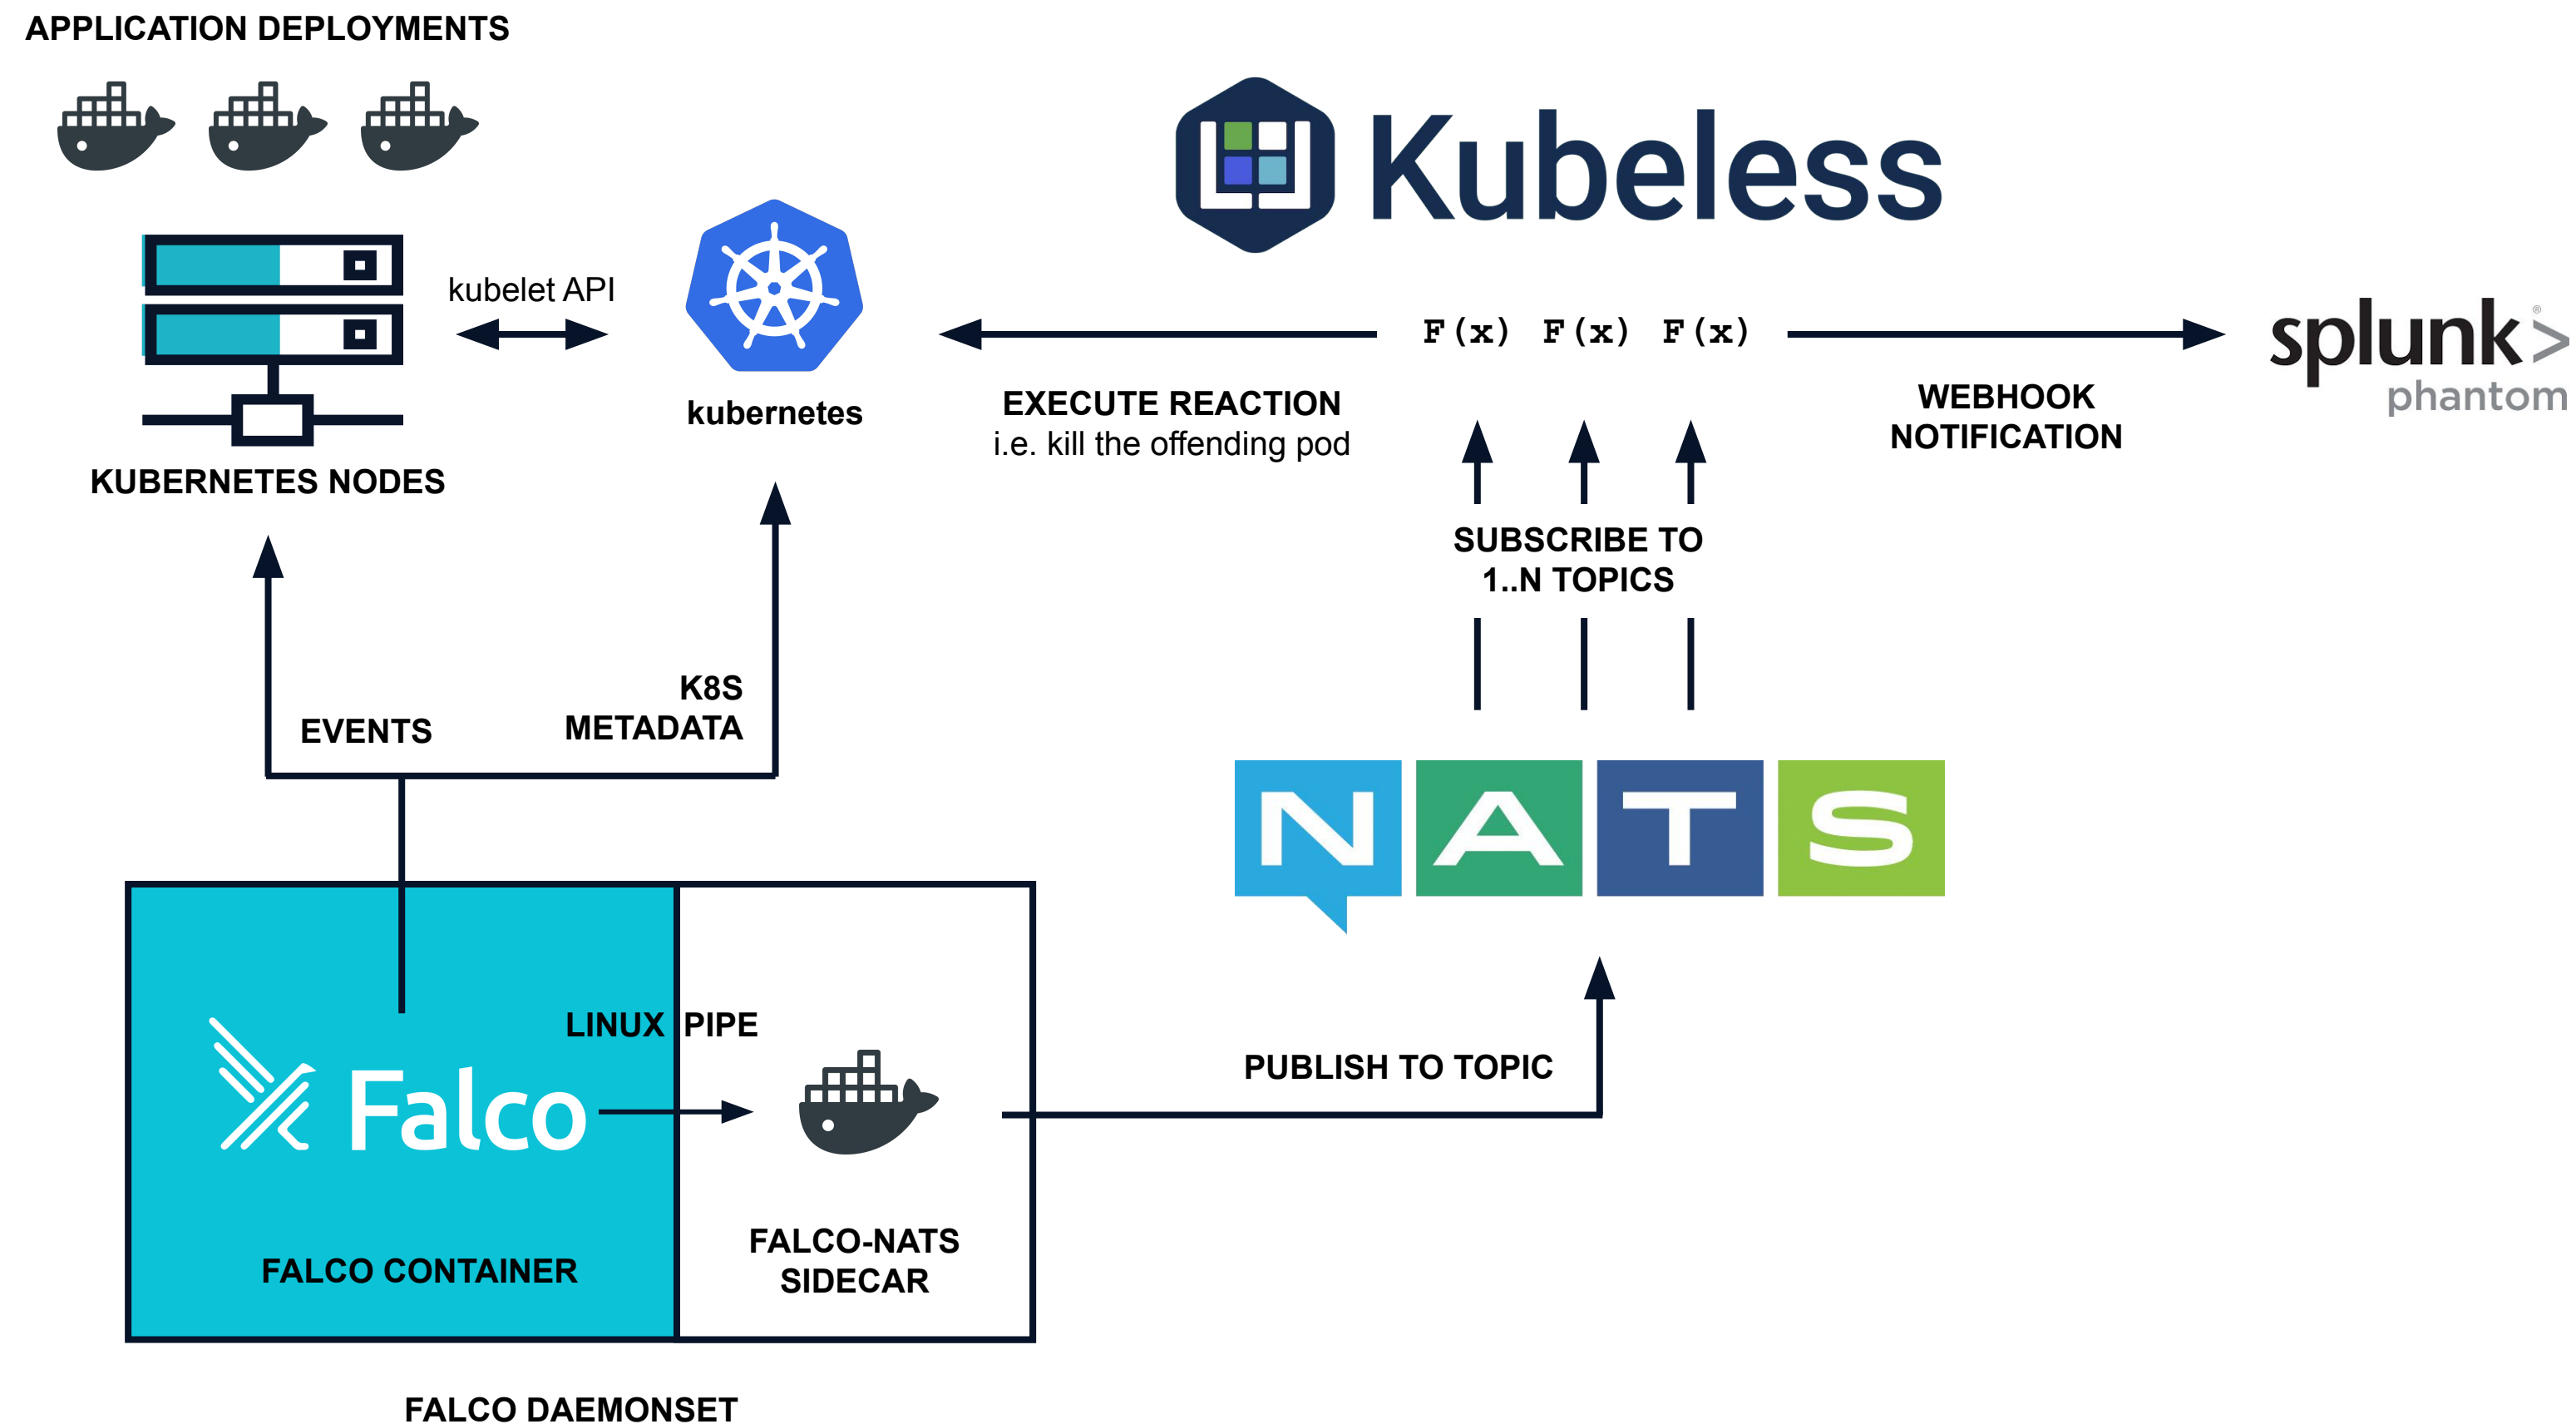 APPLICATION DEPLOYMENTS
Kubeless
kubelet API
kubernetes
KUBERNETES NODES
F(x) F(x) F(x)
EXECUTE REACTION
i.e. kill the offending pod
WEBHOOK
NOTIFICATION
splunk>®
phantom
SUBSCRIBE TO
1..N TOPICS
EVENTS
K8S
METADATA
NATS
LINUX PIPE
Falco
PUBLISH TO TOPIC
FALCO CONTAINER
FALCO-NATS
SIDECAR
FALCO DAEMONSET